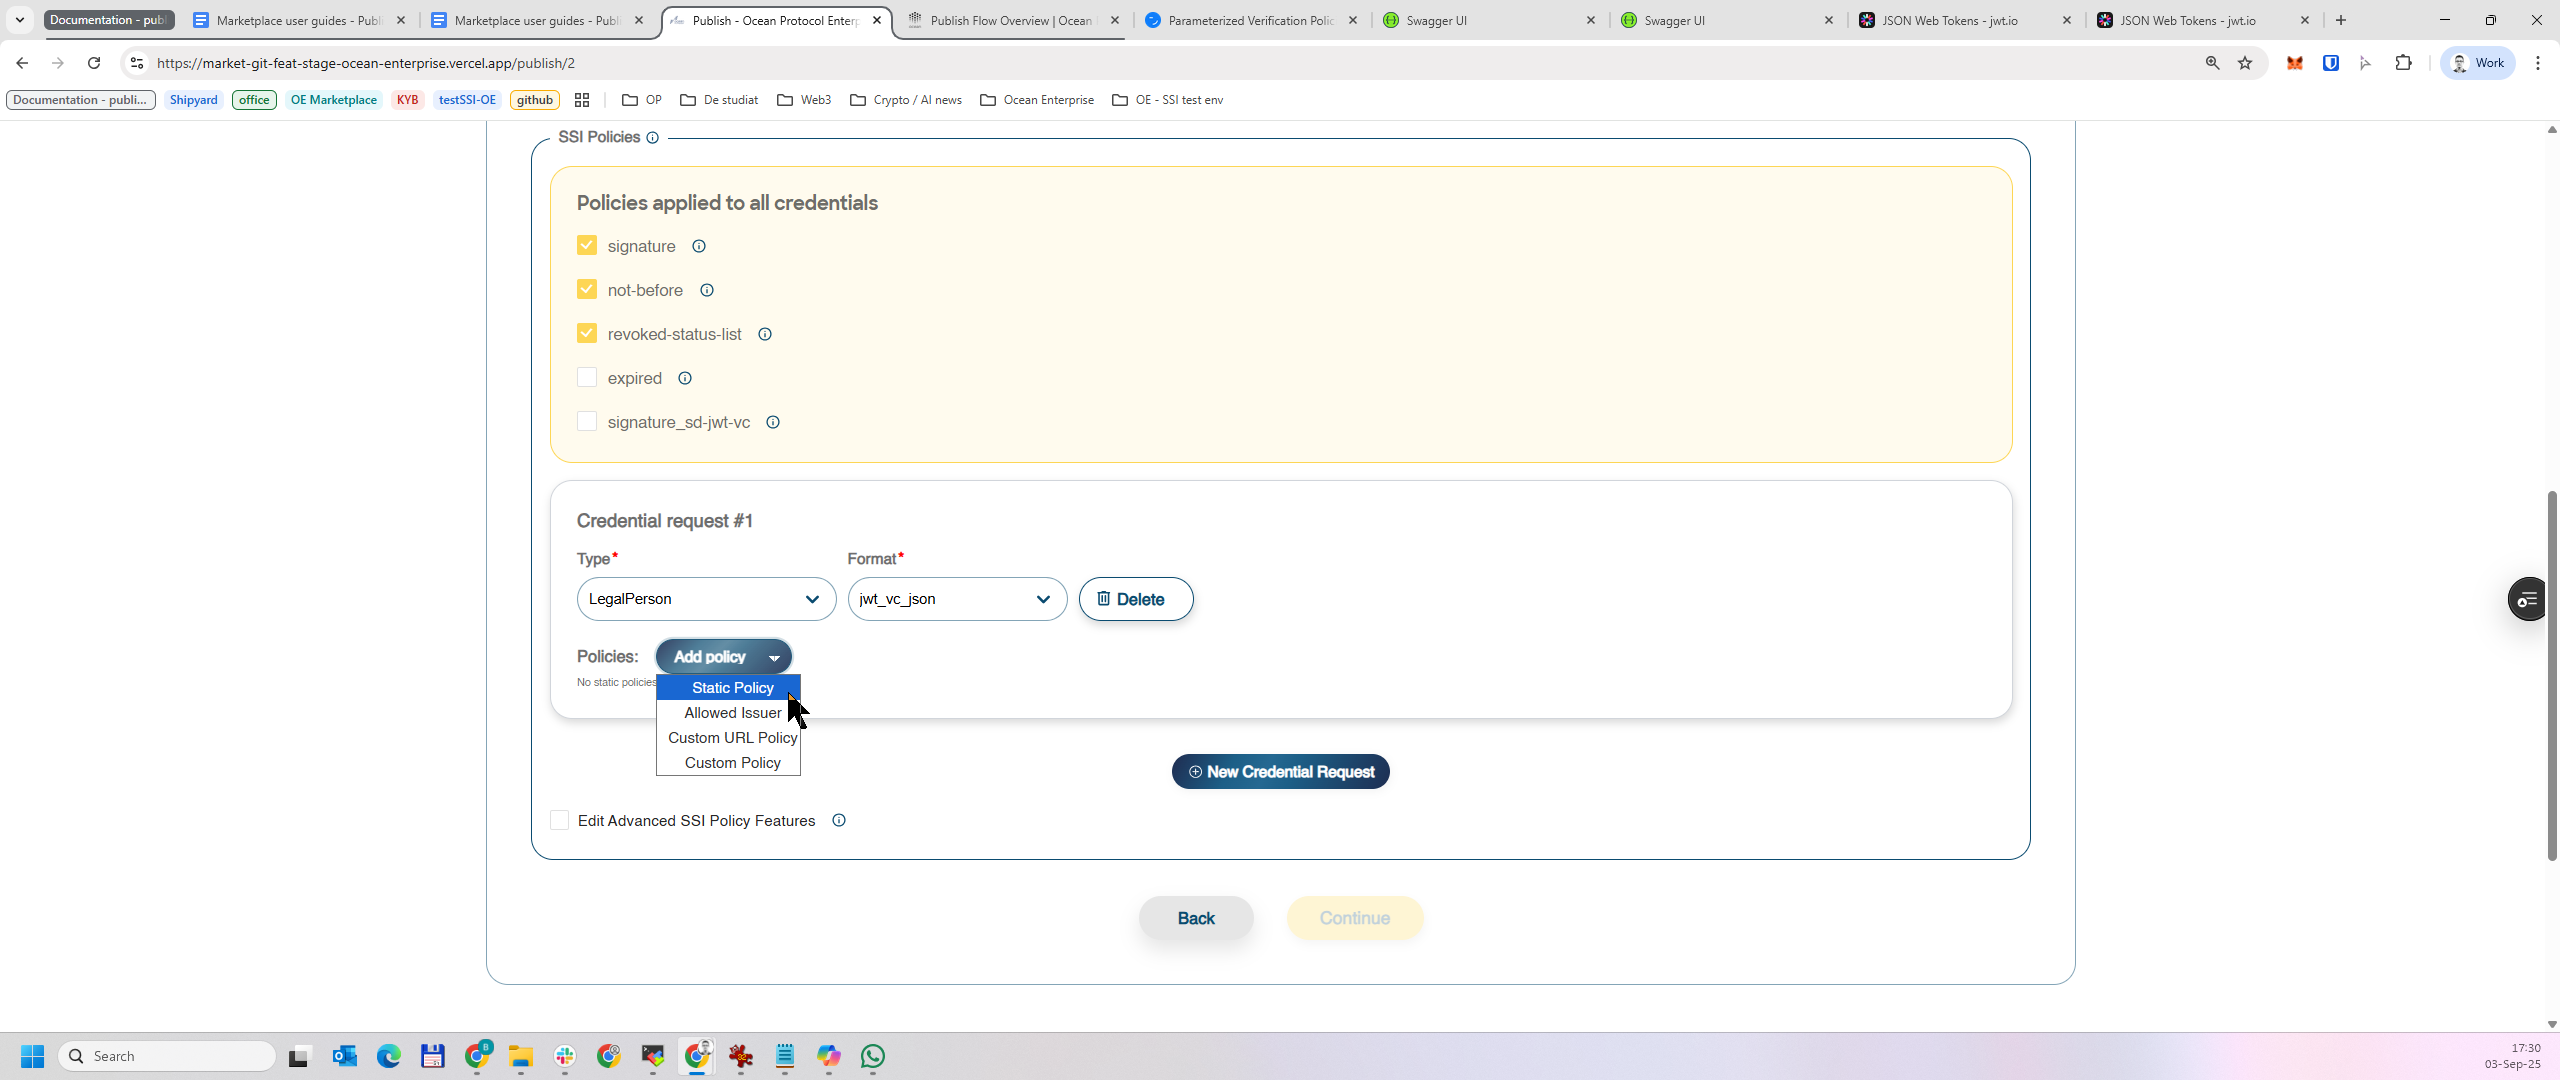 Documentation - publ
Marketplace user guides - Publi
Marketplace user guides - Publi
Publish - Ocean Protocol Enterp
Publish Flow Overview | Ocean
Parameterized Verification Polic
Swagger UI
Swagger UI
JSON Web Tokens - jwt.io
JSON Web Tokens - jwt.io
https://market-git-feat-stage-ocean-enterprise.vercel.app/publish/2
Work
Documentation - publi...
Shipyard
office
OE Marketplace
KYB
testSSI-OE
github
OP
De studiat
Web3
Crypto / AI news
Ocean Enterprise
OE - SSI test env
SSI Policies
Policies applied to all credentials
signature
not-before
revoked-status-list
expired
signature_sd-jwt-vc
Credential request #1
Type*
Format*
LegalPerson
jwt_vc_json
Delete
Policies:
Add policy
No static policies
Static Policy
Allowed Issuer
Custom URL Policy
Custom Policy
New Credential Request
Edit Advanced SSI Policy Features
Back
Continue
Search
17:30
03-Sep-25